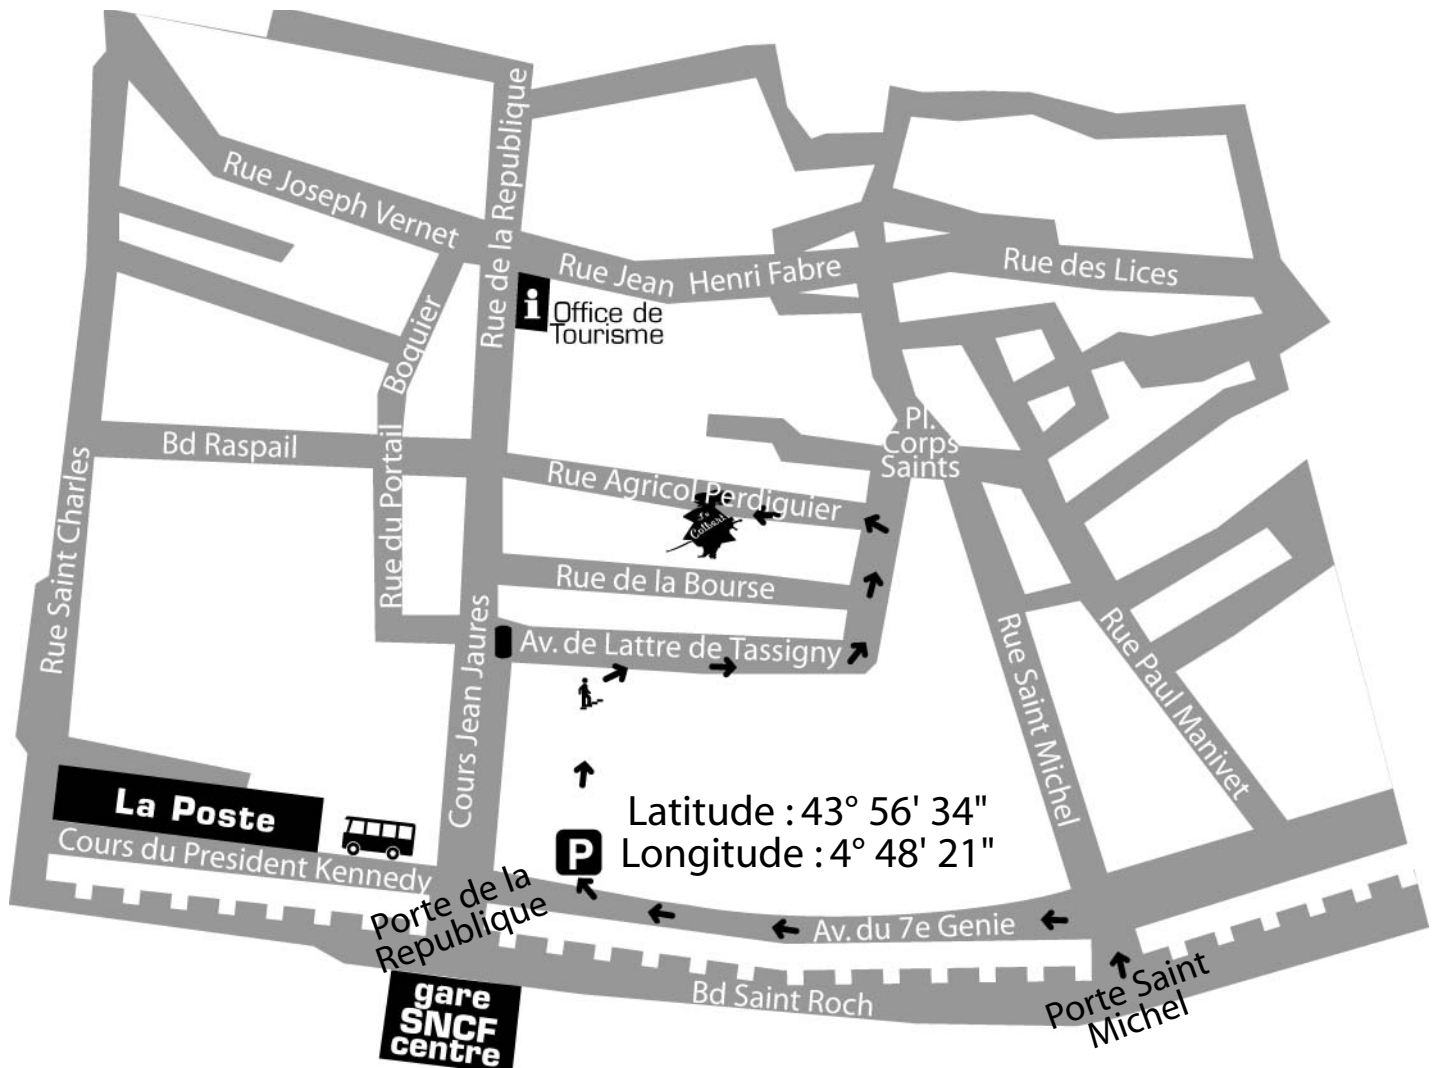 Rue de la Republique
Rue Joseph Vernet
Rue Jean Henri Fabre
Rue des Lices
i
Office de
Tourisme
Boquier
Rue du Portail
Pl.
Corps
Saints
Bd Raspail
Rue Agricol Perdiguier
Le
Colbert
Rue Saint Charles
Rue de la Bourse
Av. de Lattre de Tassigny
Cours Jean Jaures
Rue Saint Michel
Rue Paul Manivet
La Poste
Cours du President Kennedy
P
Latitude : 43° 56' 34"
Longitude : 4° 48' 21"
Porte de la
Republique
Av. du 7e Genie
Bd Saint Roch
Porte Saint
Michel
gare
SNCF
centre